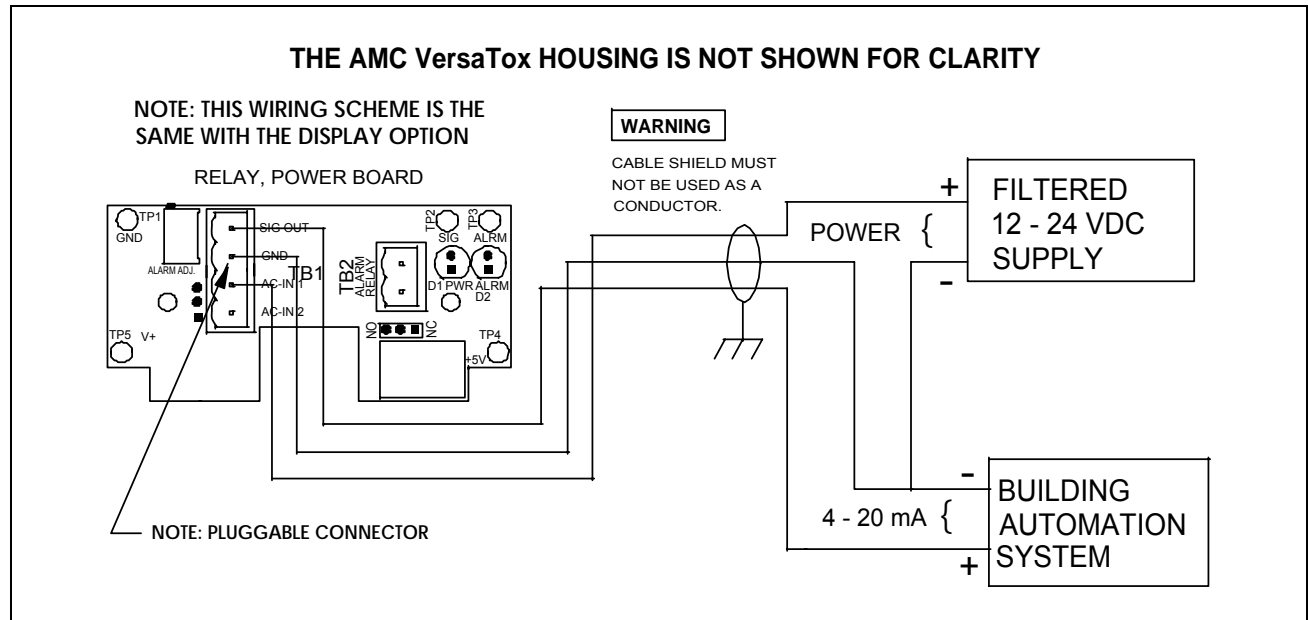 THE AMC VersaTox HOUSING IS NOT SHOWN FOR CLARITY
NOTE: THIS WIRING SCHEME IS THE
SAME WITH THE DISPLAY OPTION
RELAY, POWER BOARD
WARNING
CABLE SHIELD MUST
NOT BE USED AS A
CONDUCTOR.
TP1
GND
ALARM ADJ.
SIG OUT
GND
TB1
AC-IN 1
AC-IN 2
TB2
ALARM
RELAY
TP2
SIG
TP3
ALRM
D1 PWR
ALRM
D2
TP5 V+
NO
NC
TP4
+5V
+
POWER {
-
FILTERED
12 - 24 VDC
SUPPLY
-
4 - 20 mA {
+
BUILDING
AUTOMATION
SYSTEM
NOTE: PLUGGABLE CONNECTOR